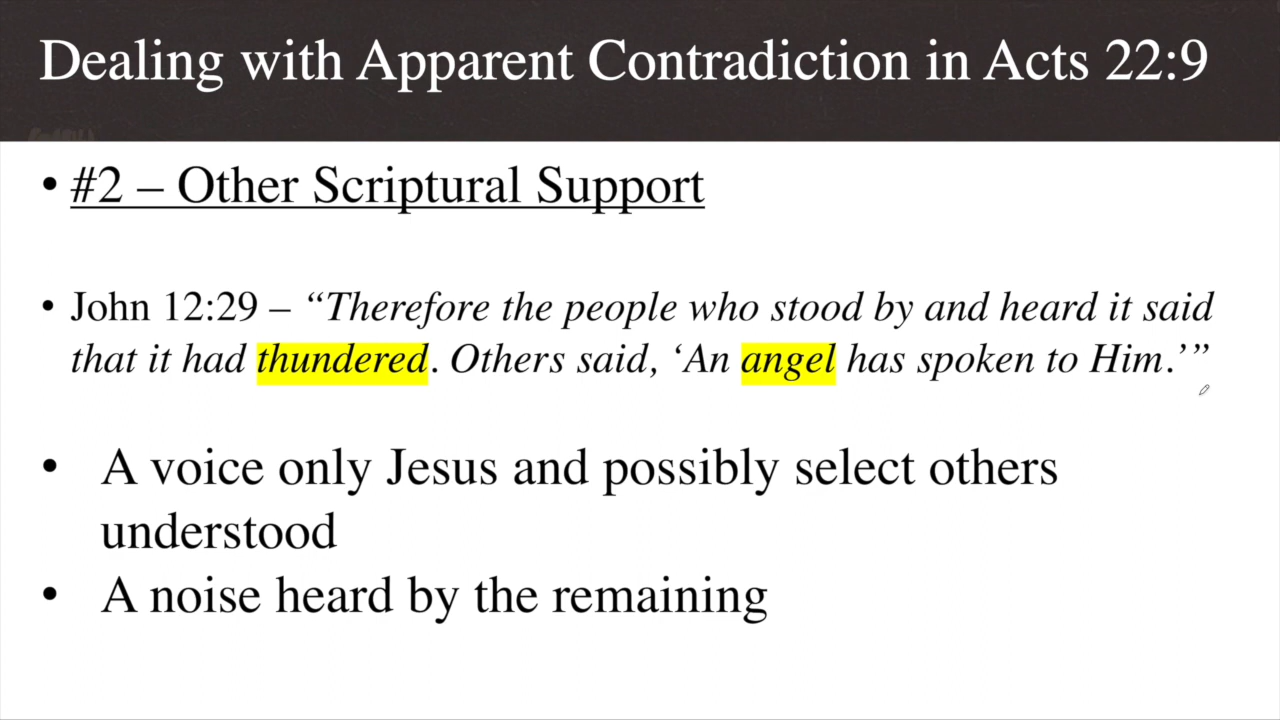 Dealing with Apparent Contradiction in Acts 22:9
• #2 – Other Scriptural Support
• John 12:29 – “Therefore the people who stood by and heard it said
that it had thundered. Others said, ‘An angel has spoken to Him.’”
• A voice only Jesus and possibly select others
understood
• A noise heard by the remaining